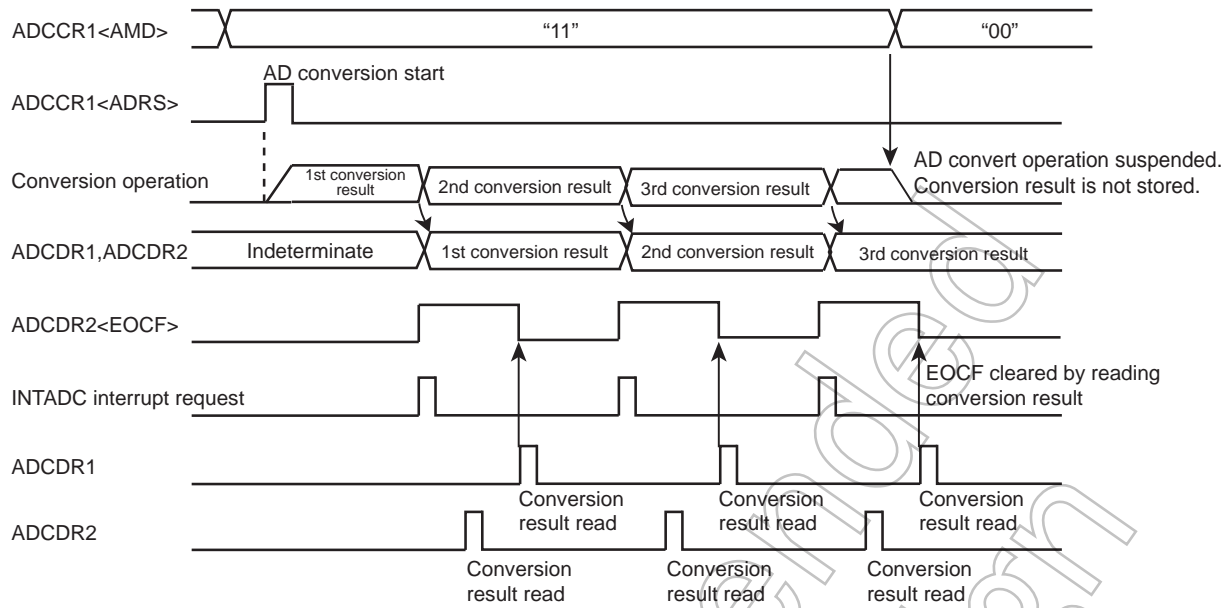 ADCCR1<AMD>
“11”
“00”
AD conversion start
ADCCR1<ADRS>
Conversion operation
1st conversion
result
2nd conversion result
3rd conversion result
AD convert operation suspended.
Conversion result is not stored.
ADCDR1,ADCDR2
Indeterminate
1st conversion result
2nd conversion result
3rd conversion result
ADCDR2<EOCF>
EOCF cleared by reading
conversion result
INTADC interrupt request
ADCDR1
Conversion
result read
Conversion
result read
Conversion
result read
ADCDR2
Conversion
result read
Conversion
result read
Conversion
result read